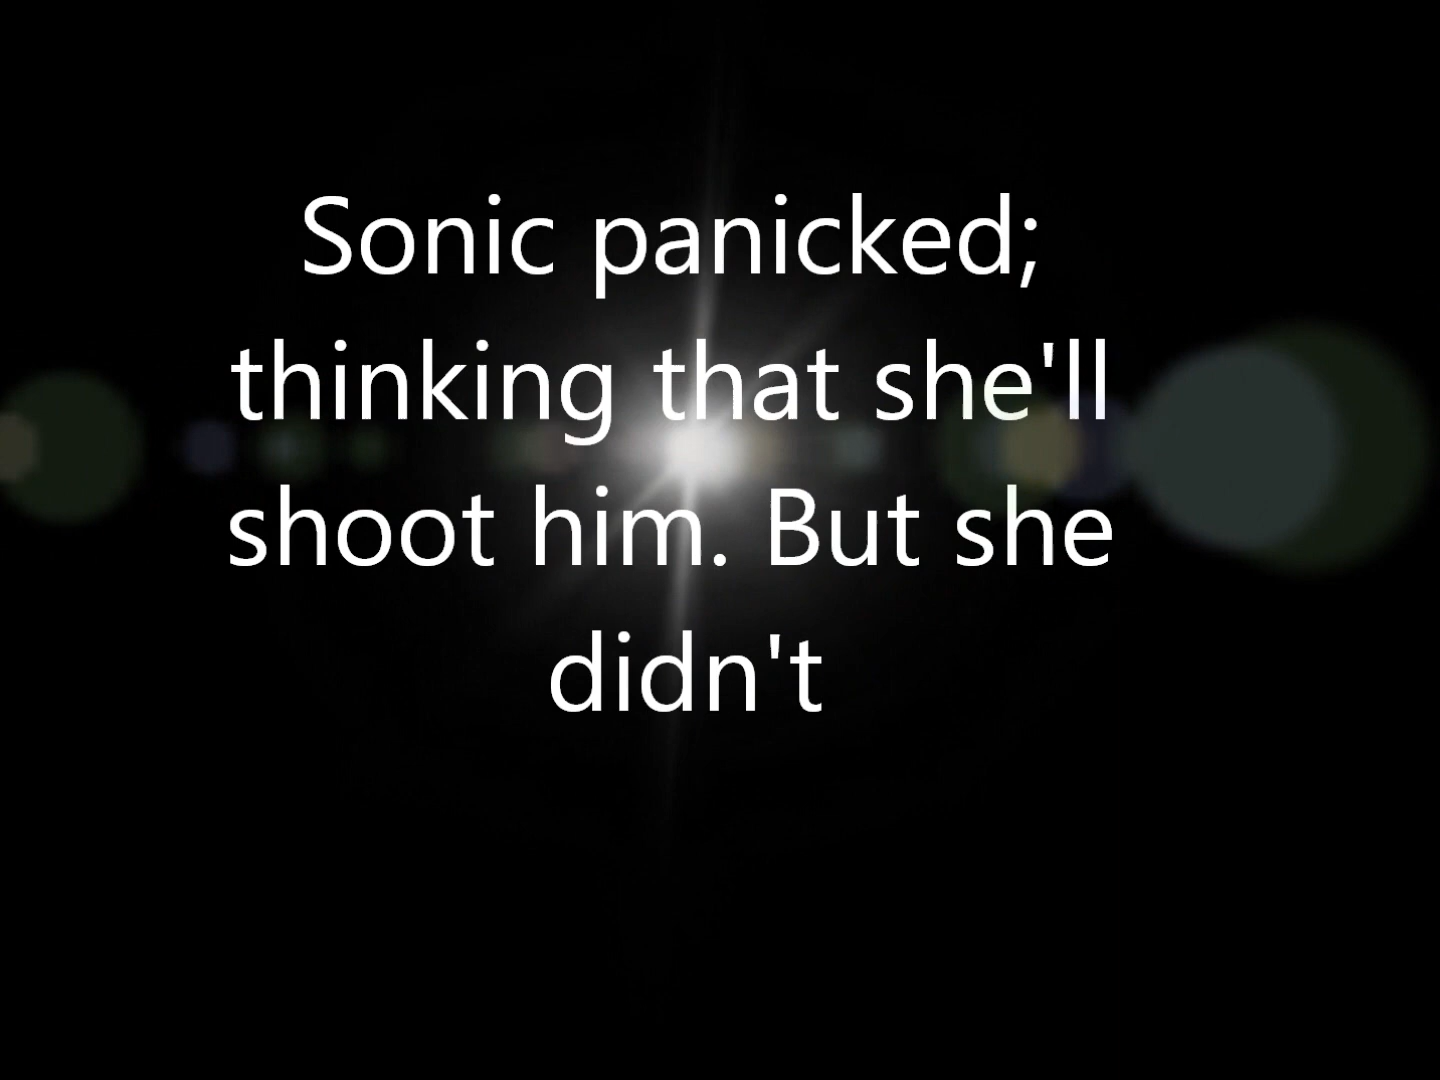 Sonic panicked;
thinking that she'll
shoot him. But she
didn't